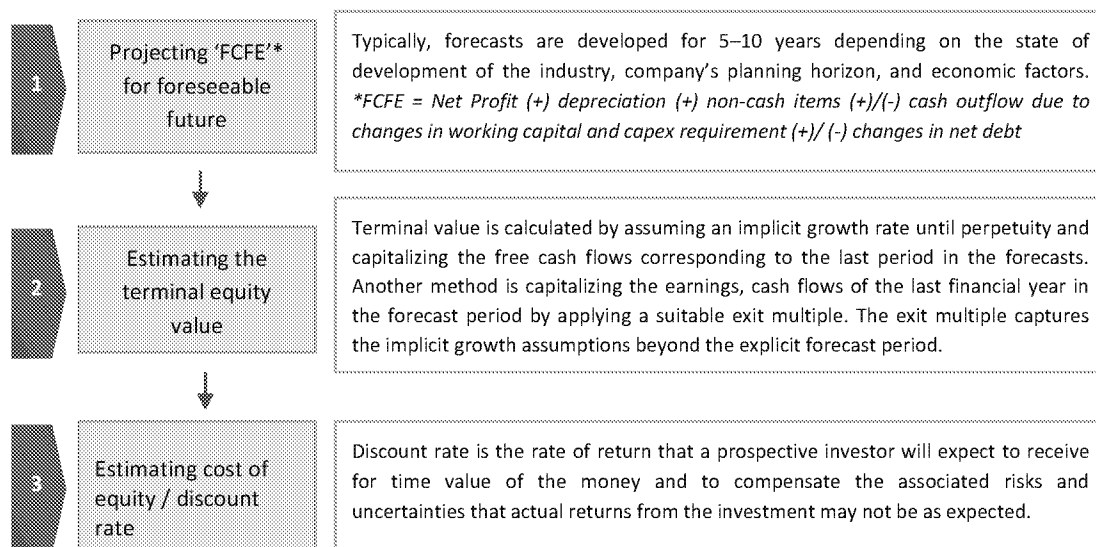 1
Projecting ‘FCFE’*
for foreseeable
future
Typically, forecasts are developed for 5–10 years depending on the state of
development of the industry, company’s planning horizon, and economic factors.
*FCFE = Net Profit (+) depreciation (+) non-cash items (+)/(-) cash outflow due to
changes in working capital and capex requirement (+)/ (-) changes in net debt
2
Estimating the
terminal equity
value
Terminal value is calculated by assuming an implicit growth rate until perpetuity and
capitalizing the free cash flows corresponding to the last period in the forecasts.
Another method is capitalizing the earnings, cash flows of the last financial year in
the forecast period by applying a suitable exit multiple. The exit multiple captures
the implicit growth assumptions beyond the explicit forecast period.
3
Estimating cost of
equity / discount
rate
Discount rate is the rate of return that a prospective investor will expect to receive
for time value of the money and to compensate the associated risks and
uncertainties that actual returns from the investment may not be as expected.